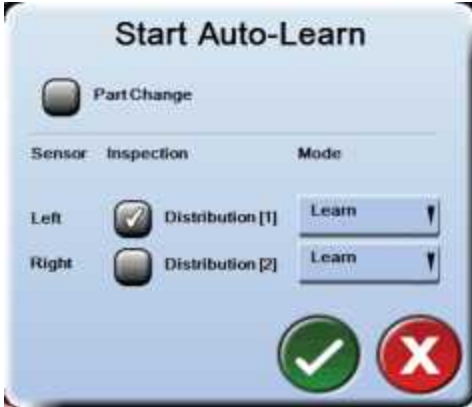 Start Auto-Learn
Part Change
Sensor Inspection Mode
Left Distribution [1] Learn
Right Distribution [2] Learn